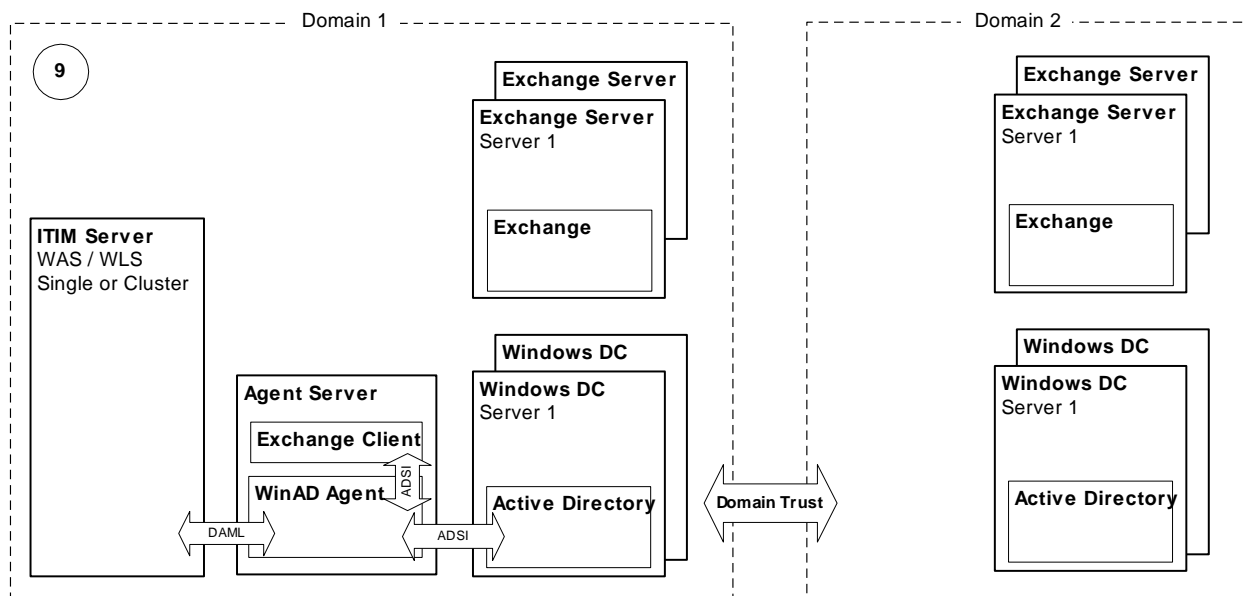 Domain 1
Domain 2
9
Exchange Server
Exchange Server
Server 1
Exchange
Exchange Server
Exchange Server
Server 1
Exchange
ITIM Server
WAS / WLS
Single or Cluster
Agent Server
Exchange Client
ADSI
WinAD Agent
DAML
ADSI
Windows DC
Windows DC
Server 1
Active Directory
Domain Trust
Windows DC
Windows DC
Server 1
Active Directory